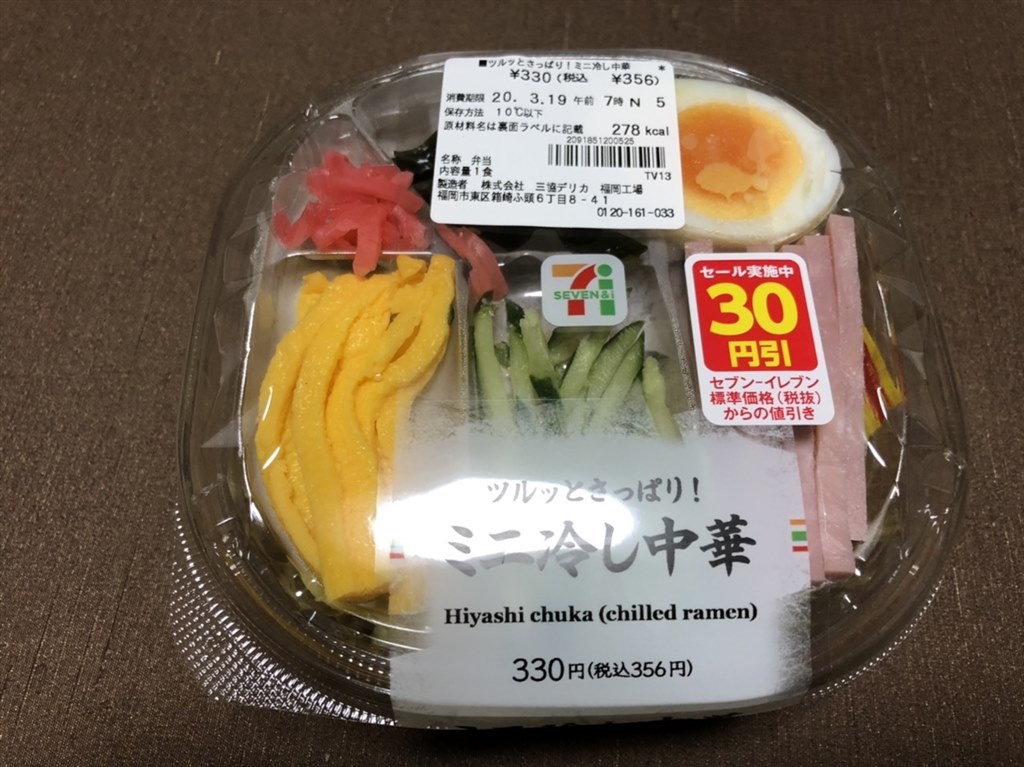 ■ツルッとさっぱり！ミニ冷し中華 *
¥330(税込 ¥356)
消費期限 20. 3.19 午前 7時 N 5
保存方法 10℃以下
原材料名は裏面ラベルに記載 278 kcal
2091851200525
TV13
名称 弁当
内容量1食
製造者 株式会社 三協デリカ 福岡工場
福岡市東区箱崎ふ頭6丁目8-41
0120-161-033
7i
SEVEN&i
セール実施中
30
円引
セブン-イレブン
標準価格(税抜)
からの値引き
ツルッとさっぱり！
ミニ冷し中華
Hiyashi chuka (chilled ramen)
330円(税込356円)